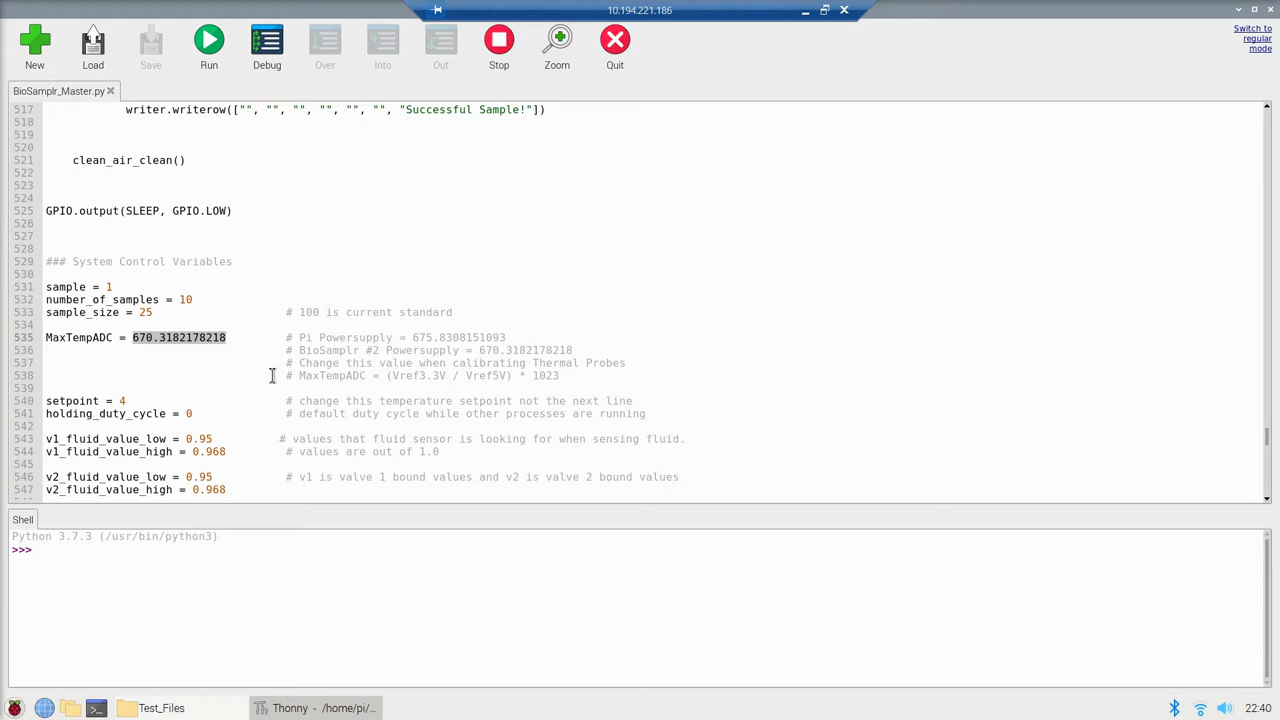 10.194.221.186
New Load Save Run Debug Over Into Out Stop Zoom Quit
Switch to
regular
mode
BioSamplr_Master.py
517 writer.writerow(["", "", "", "", "", "", "Successful Sample!"])
518
519
520
521 clean_air_clean()
522
523
524
525 GPIO.output(SLEEP, GPIO.LOW)
526
527
528
529 ### System Control Variables
530
531 sample = 1
532 number_of_samples = 10
533 sample_size = 25 # 100 is current standard
534
535 MaxTempADC = 670.3182178218 # Pi Powersupply = 675.8308151093
536 # BioSamplr #2 Powersupply = 670.3182178218
537 # Change this value when calibrating Thermal Probes
538 # MaxTempADC = (Vref3.3V / Vref5V) * 1023
539
540 setpoint = 4 # change this temperature setpoint not the next line
541 holding_duty_cycle = 0 # default duty cycle while other processes are running
542
543 v1_fluid_value_low = 0.95 # values that fluid sensor is looking for when sensing fluid.
544 v1_fluid_value_high = 0.968 # values are out of 1.0
545
546 v2_fluid_value_low = 0.95 # v1 is valve 1 bound values and v2 is valve 2 bound values
547 v2_fluid_value_high = 0.968
Shell
Python 3.7.3 (/usr/bin/python3)
>>>
Test_Files Thonny - /home/pi/... 22:40